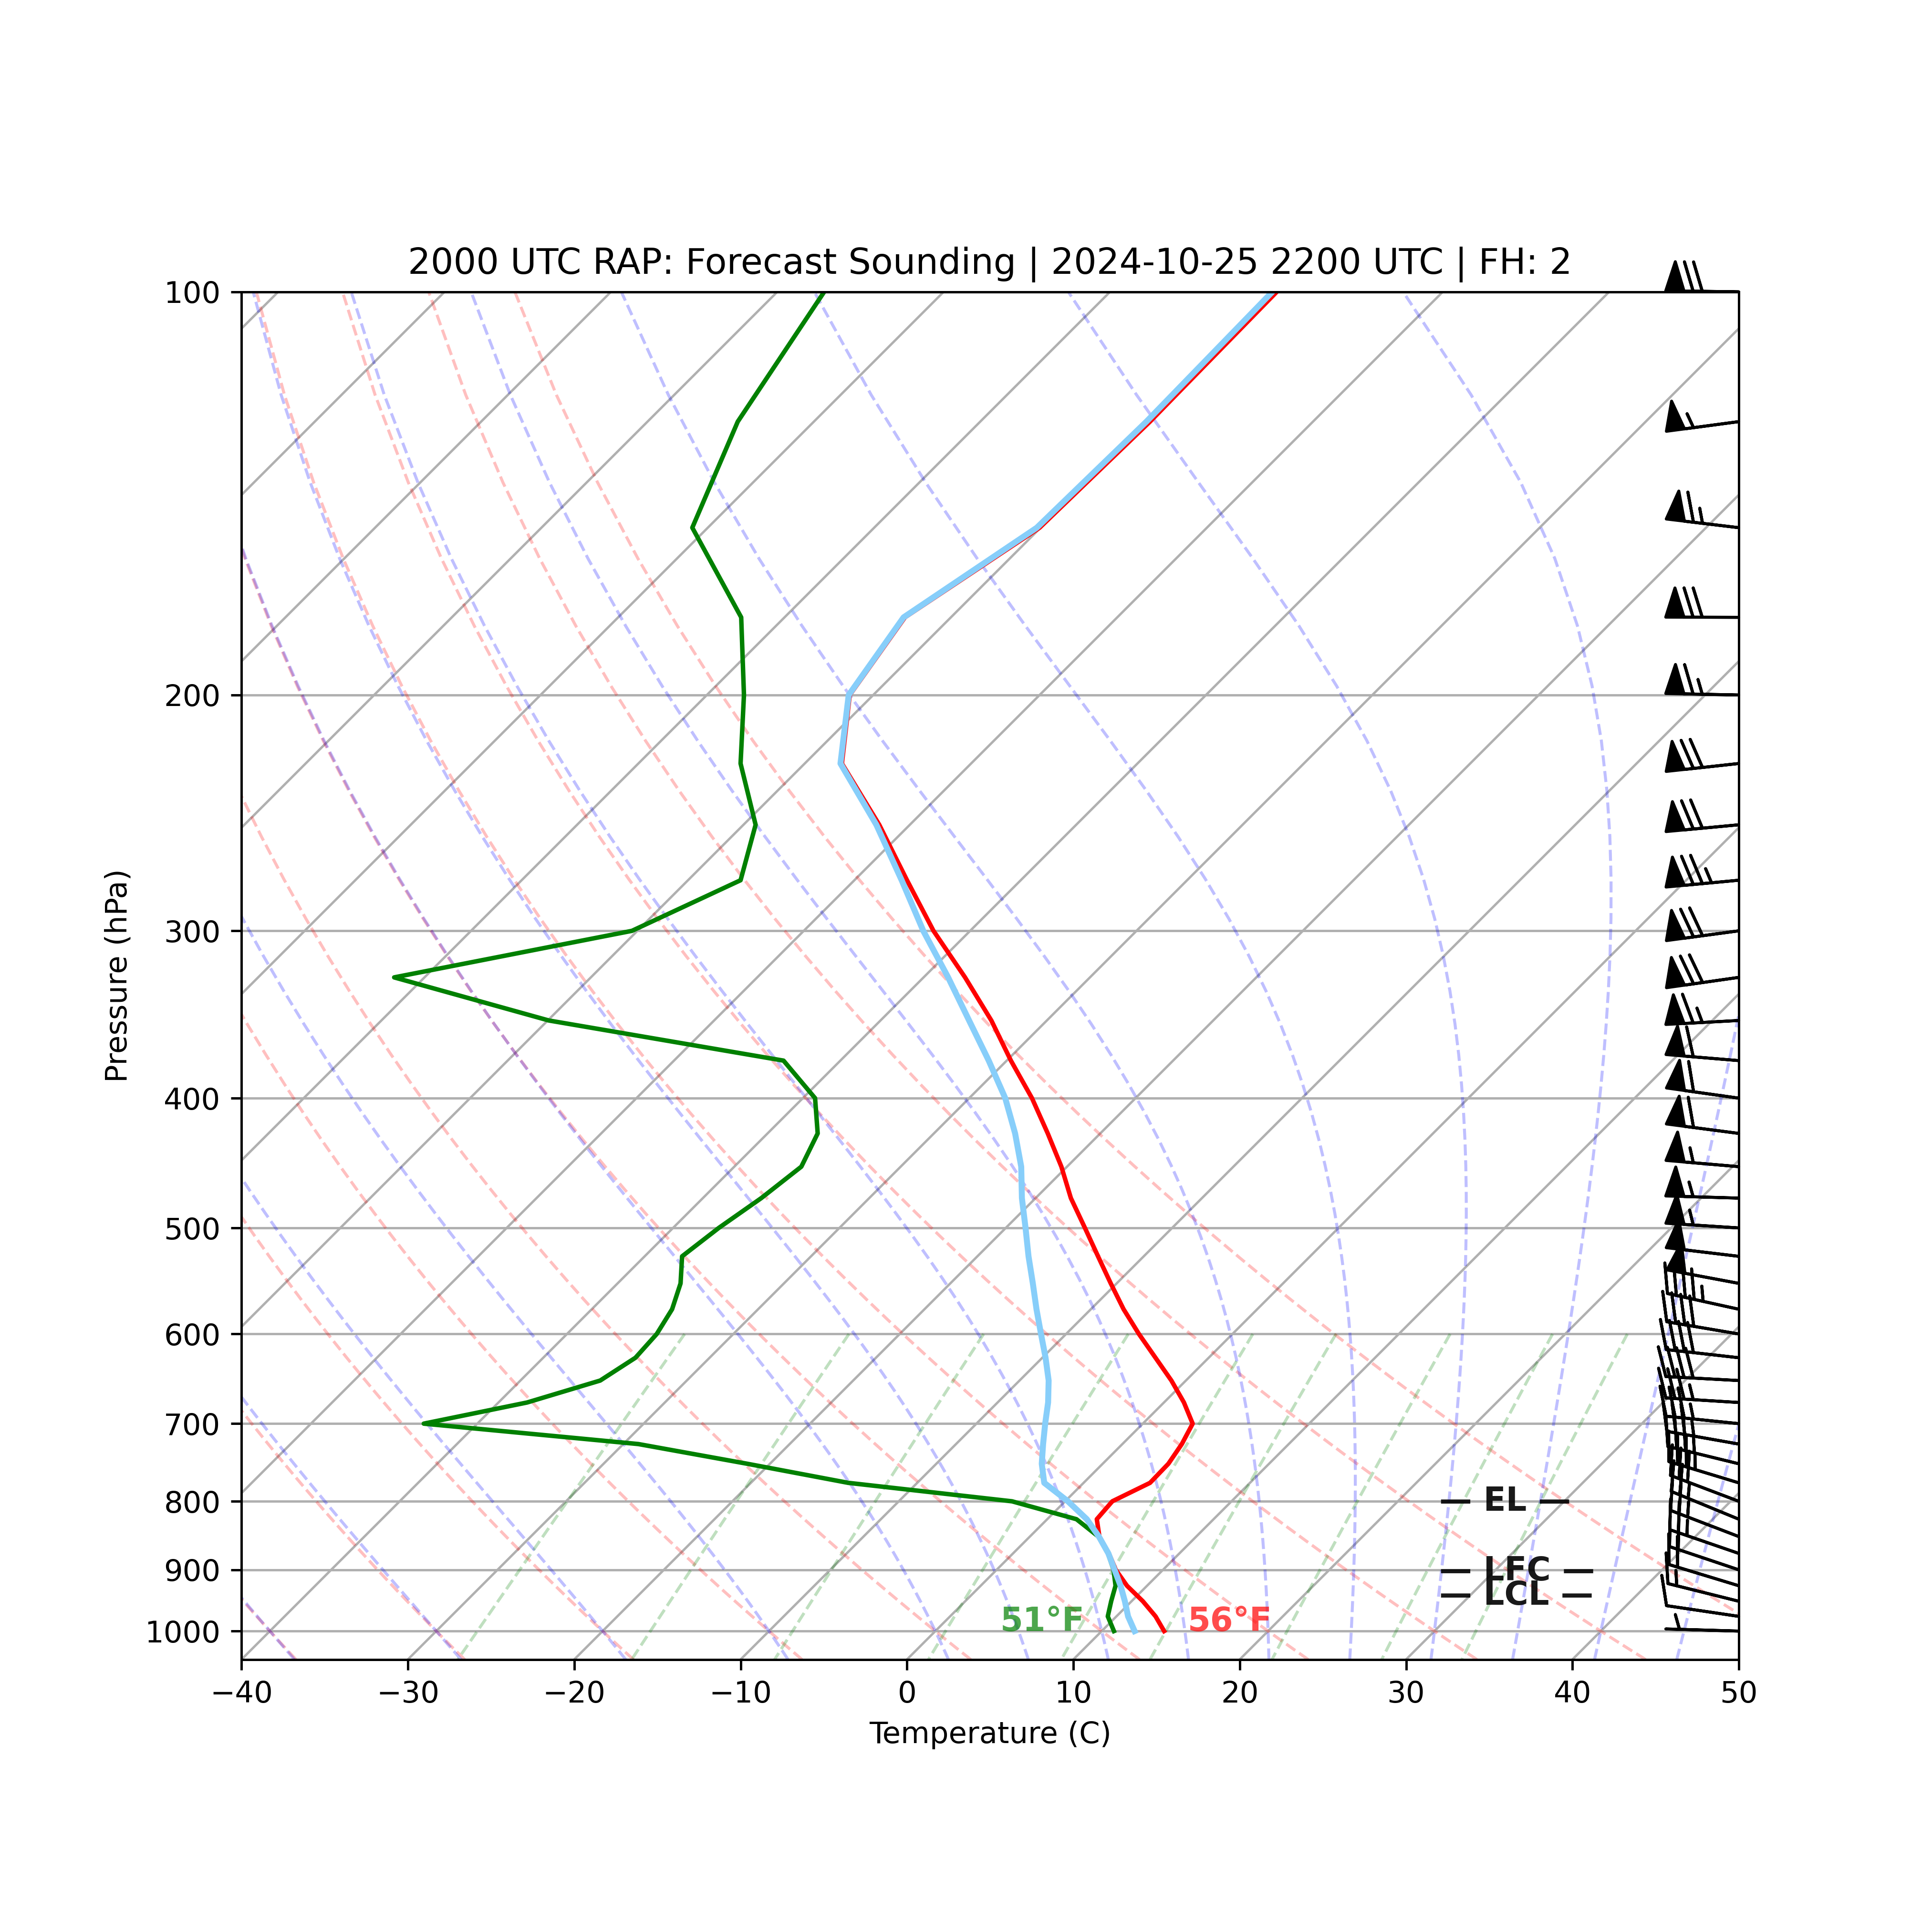 2000 UTC RAP: Forecast Sounding | 2024-10-25 2200 UTC | FH: 2
100
200
300
400
500
600
700
800
900
1000
Pressure (hPa)
— EL —
— LFC —
— LCL —
51°F 56°F
−40 −30 −20 −10 0 10 20 30 40 50
Temperature (C)